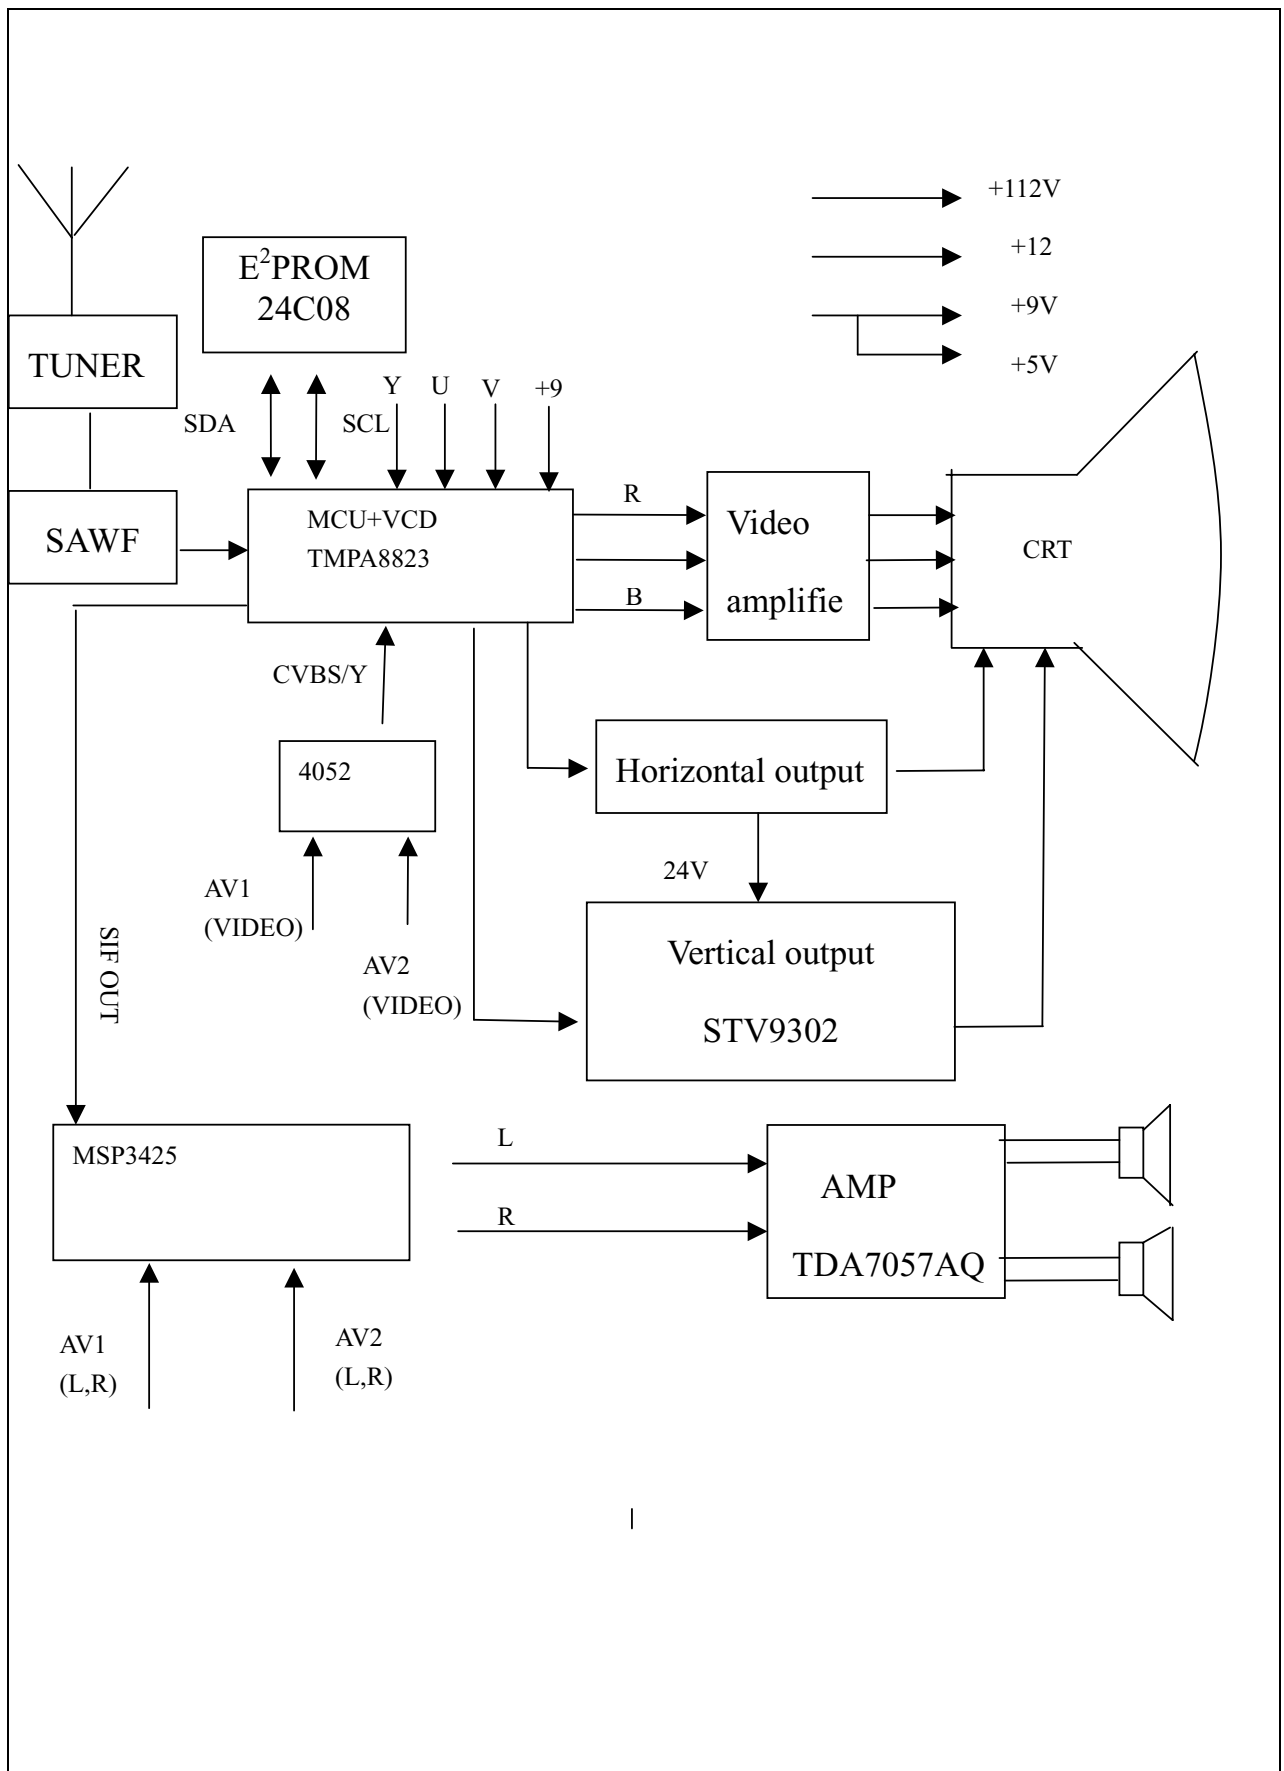 +112V
+12
+9V
+5V
E²PROM
24C08
TUNER
SDA
SCL
Y
U
V
+9
SAWF
MCU+VCD
TMPA8823
R
B
Video
amplifie
CRT
CVBS/Y
4052
Horizontal output
AV1
(VIDEO)
AV2
(VIDEO)
24V
SIF OUT
Vertical output
STV9302
MSP3425
L
R
AMP
TDA7057AQ
AV1
(L,R)
AV2
(L,R)